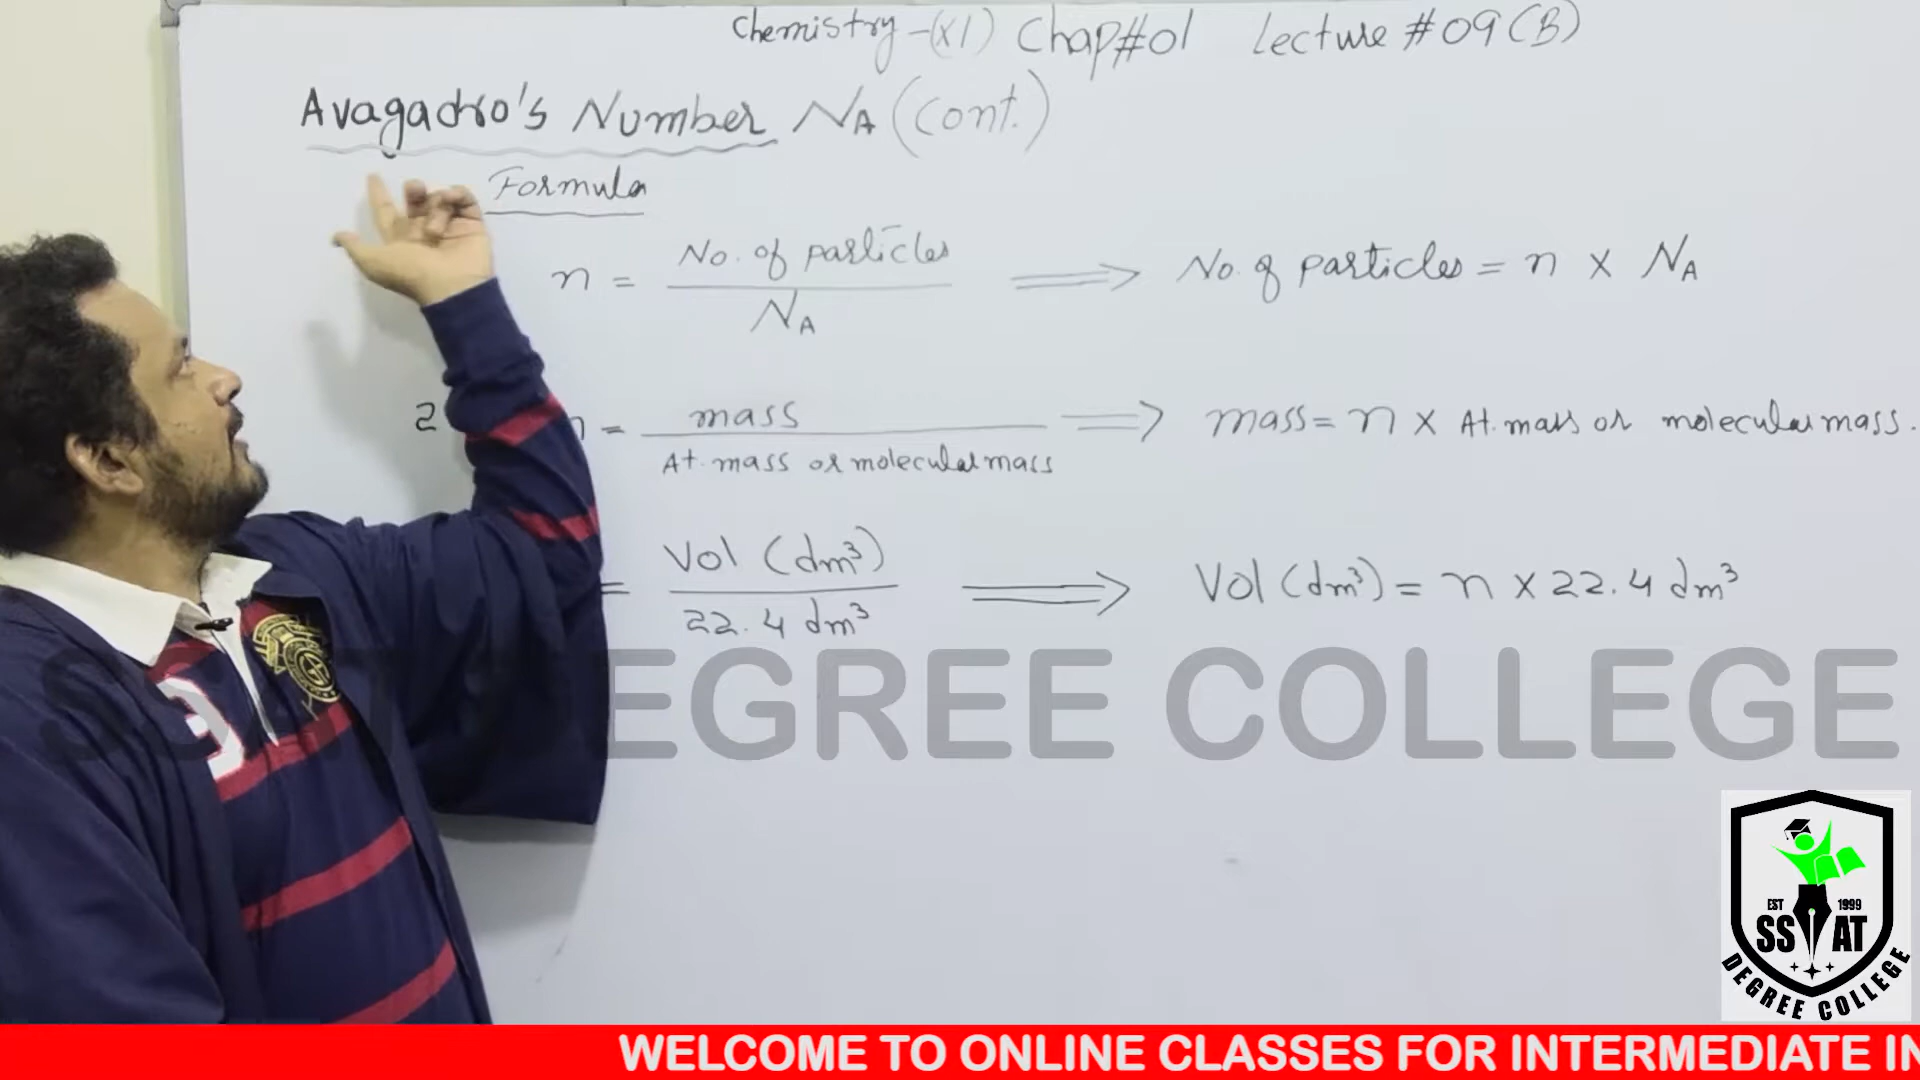 Chemistry-(XI) Chap#01 Lecture #09(B)
Avagadro's Number NA (Cont.)
Formula
n = No. of particles / NA ⟹ No. of particles = n x NA
2 n = mass / At. mass or molecular mass ⟹ mass = n x At. mass or molecular mass.
= Vol (dm³) / 22.4 dm³ ⟹ Vol (dm³) = n x 22.4 dm³
DEGREE COLLEGE
EST 1999
SS AT
DEGREE COLLEGE
WELCOME TO ONLINE CLASSES FOR INTERMEDIATE IN